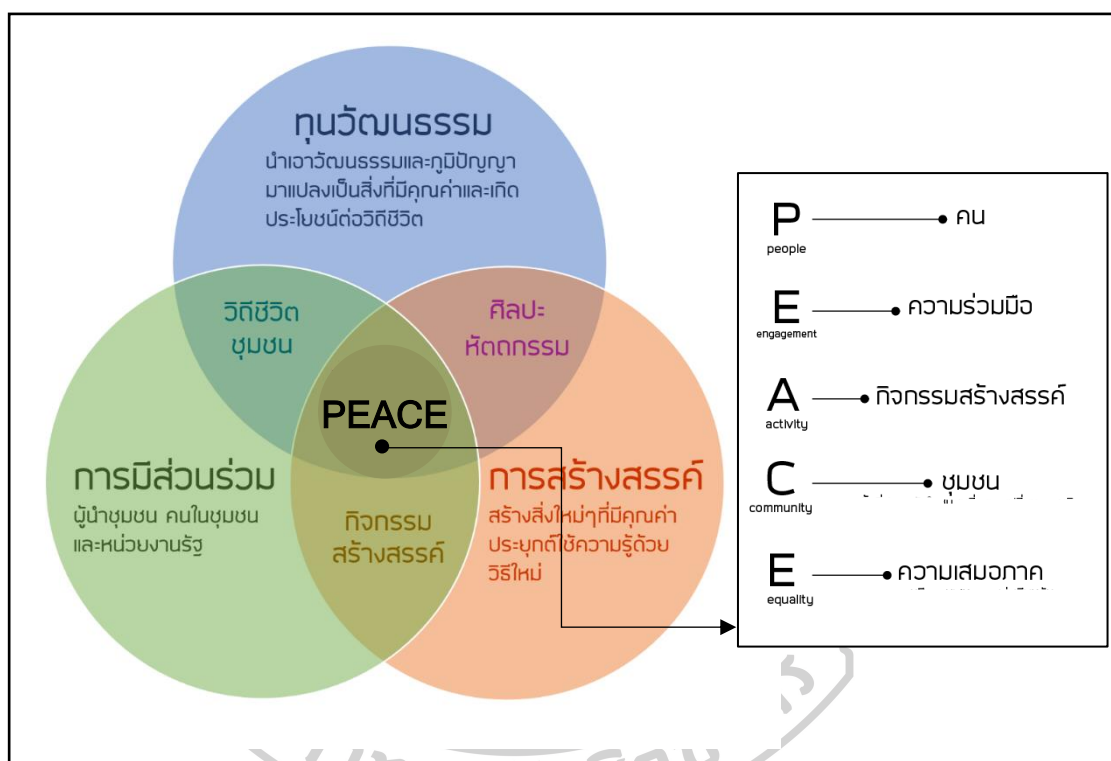 ทุนวัฒนธรรม
นำเอาวัฒนธรรมและภูมิปัญญา
มาแปลงเป็นสิ่งที่มีคุณค่าและเกิด
ประโยชน์ต่อวิถีชีวิต
วิถีชีวิต
ชุมชน
ศิลปะ
หัตถกรรม
PEACE
การมีส่วนร่วม
ผู้นำชุมชน คนในชุมชน
และหน่วยงานรัฐ
กิจกรรม
สร้างสรรค์
การสร้างสรรค์
สร้างสิ่งใหม่ๆที่มีคุณค่า
ประยุกต์ใช้ความรู้ด้วย
วิธีใหม่
P คน
people
E ความร่วมมือ
engagement
A กิจกรรมสร้างสรรค์
activity
C ชุมชน
community
E ความเสมอภาค
equality